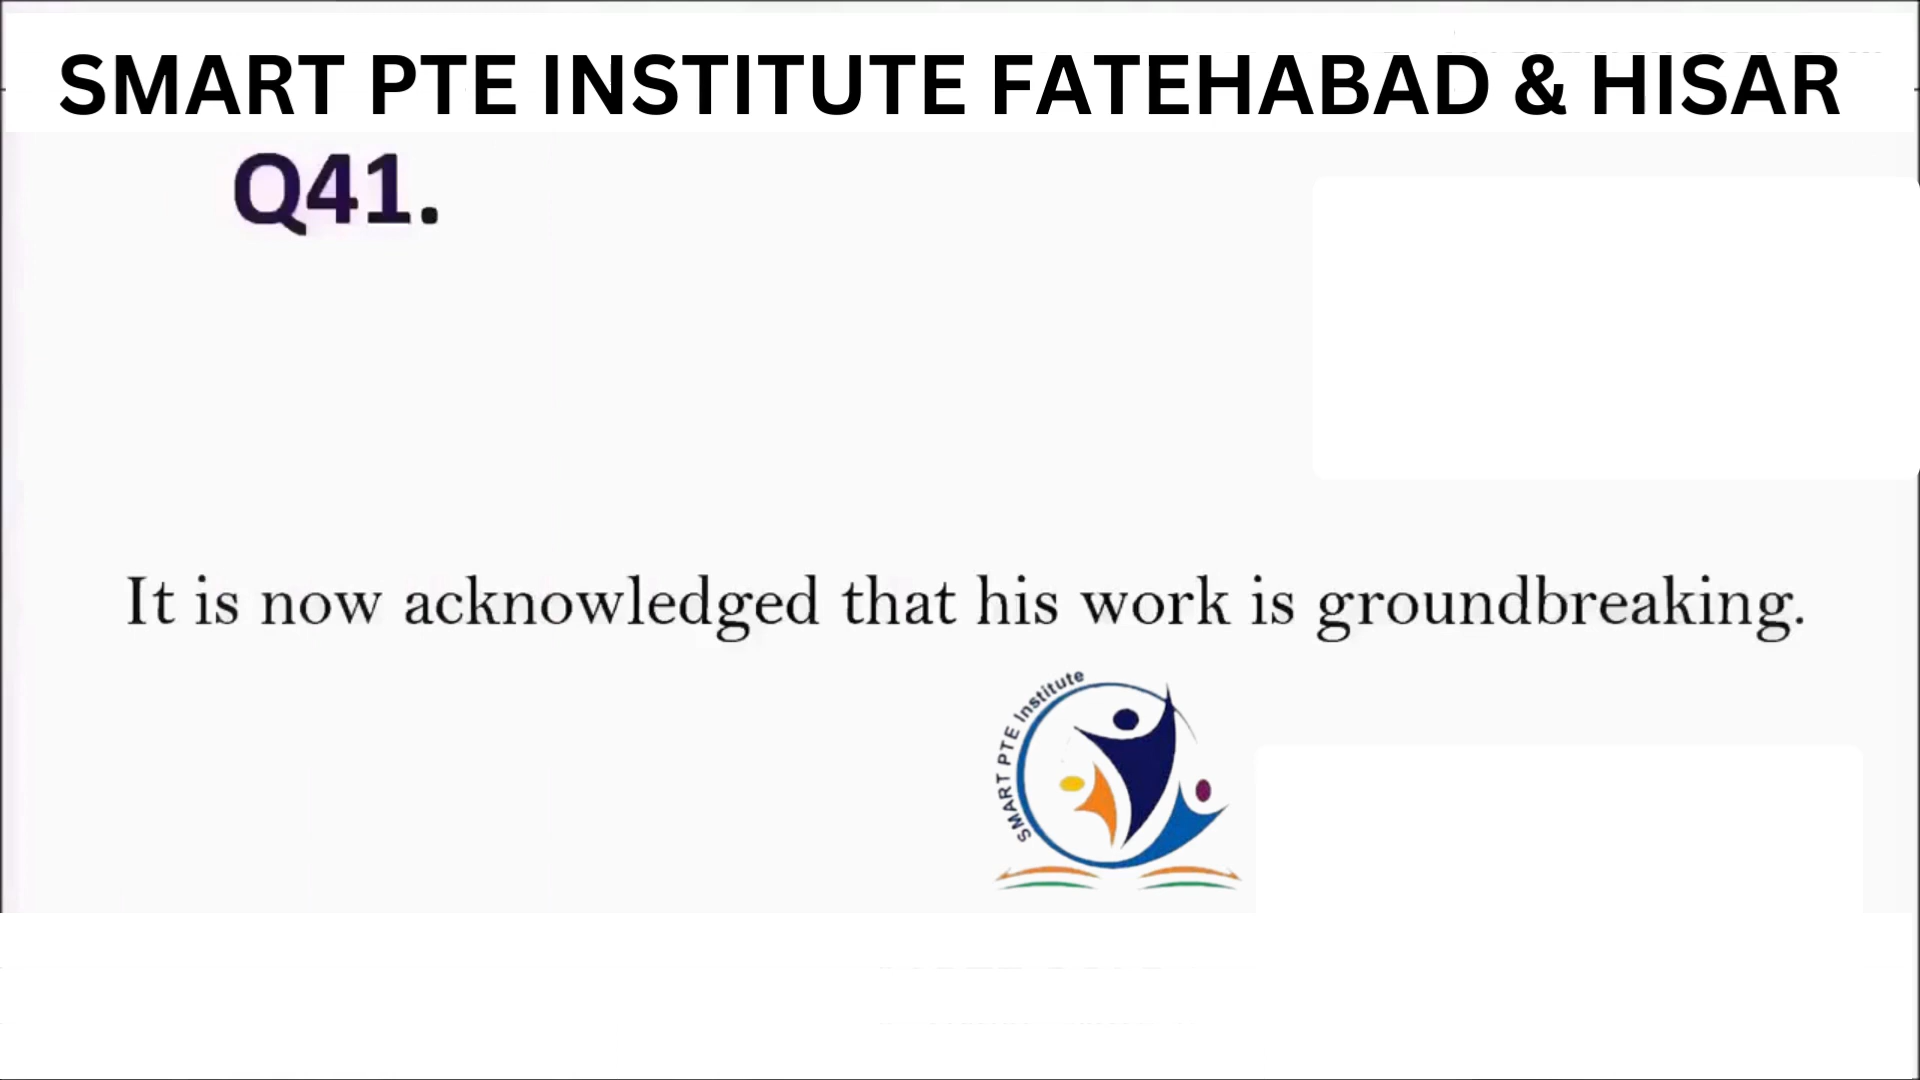 SMART PTE INSTITUTE FATEHABAD & HISAR
Q41.
It is now acknowledged that his work is groundbreaking.
SMART PTE Institute